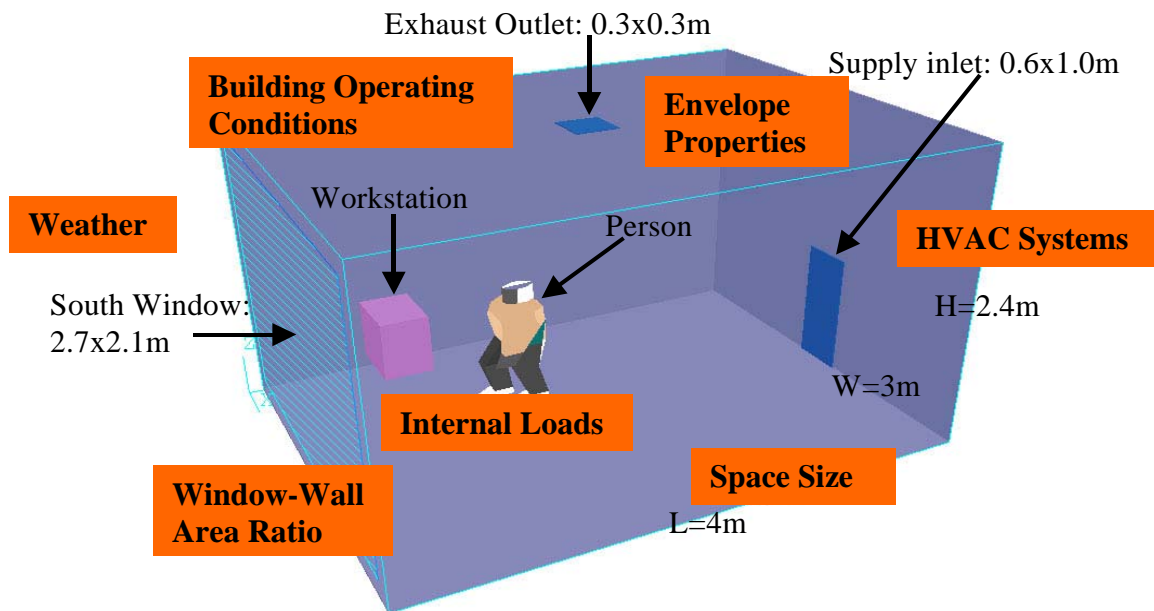 Exhaust Outlet: 0.3x0.3m
Supply inlet: 0.6x1.0m
Building Operating
Conditions
Envelope
Properties
Workstation
Person
Weather
HVAC Systems
South Window:
2.7x2.1m
H=2.4m
W=3m
Internal Loads
Space Size
L=4m
Window-Wall
Area Ratio